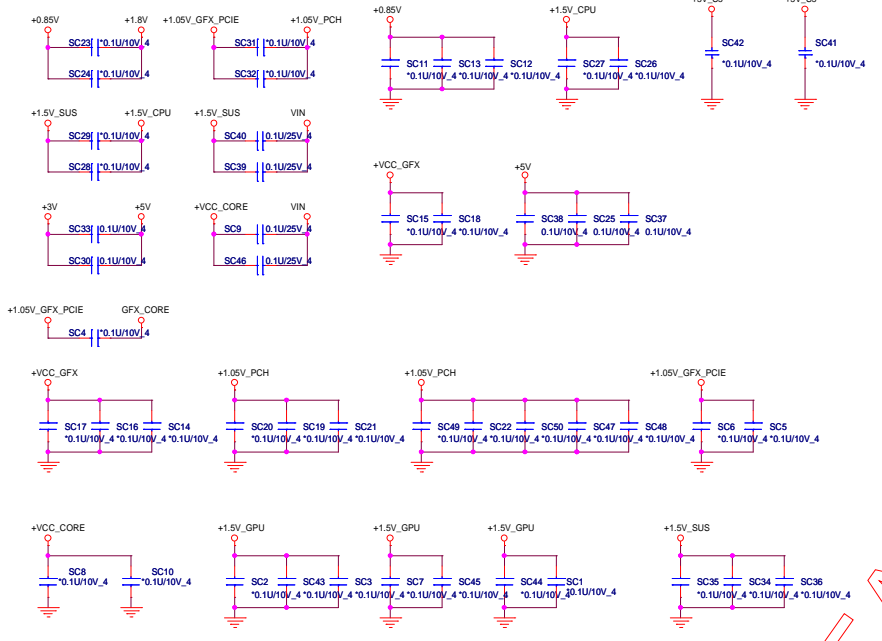 +0.85V +1.8V +1.05V_GFX_PCIE +1.05V_PCH +0.85V +1.5V_CPU
SC23 *0.1U/10V_4 SC31 *0.1U/10V_4 SC42 SC41
*0.1U/10V_4 *0.1U/10V_4
SC24 *0.1U/10V_4 SC32 *0.1U/10V_4 SC11 SC13 SC12 SC27 SC26
*0.1U/10V_4 *0.1U/10V_4 *0.1U/10V_4 *0.1U/10V_4 *0.1U/10V_4
+1.5V_SUS +1.5V_CPU +1.5V_SUS VIN
SC29 *0.1U/10V_4 SC40 0.1U/25V_4
SC28 *0.1U/10V_4 SC39 0.1U/25V_4
+VCC_GFX +5V
+3V +5V +VCC_CORE VIN
SC15 SC18 SC38 SC25 SC37
*0.1U/10V_4 *0.1U/10V_4 0.1U/10V_4 0.1U/10V_4 0.1U/10V_4
SC33 *0.1U/10V_4 SC9 0.1U/25V_4
SC30 *0.1U/10V_4 SC46 0.1U/25V_4
+1.05V_GFX_PCIE GFX_CORE
SC4 *0.1U/10V_4
+VCC_GFX +1.05V_PCH +1.05V_PCH +1.05V_GFX_PCIE
SC17 SC16 SC14 SC20 SC19 SC21 SC49 SC22 SC50 SC47 SC48 SC6 SC5
*0.1U/10V_4 *0.1U/10V_4 *0.1U/10V_4 *0.1U/10V_4 *0.1U/10V_4 *0.1U/10V_4 *0.1U/10V_4 *0.1U/10V_4 *0.1U/10V_4 *0.1U/10V_4 *0.1U/10V_4 *0.1U/10V_4 *0.1U/10V_4
+VCC_CORE +1.5V_GPU +1.5V_GPU +1.5V_GPU +1.5V_SUS
SC8 SC10 SC2 SC43 SC3 SC7 SC45 SC44 SC1 SC35 SC34 SC36
*0.1U/10V_4 *0.1U/10V_4 *0.1U/10V_4 *0.1U/10V_4 *0.1U/10V_4 *0.1U/10V_4 *0.1U/10V_4 *0.1U/10V_4 *0.1U/10V_4 *0.1U/10V_4 *0.1U/10V_4 *0.1U/10V_4